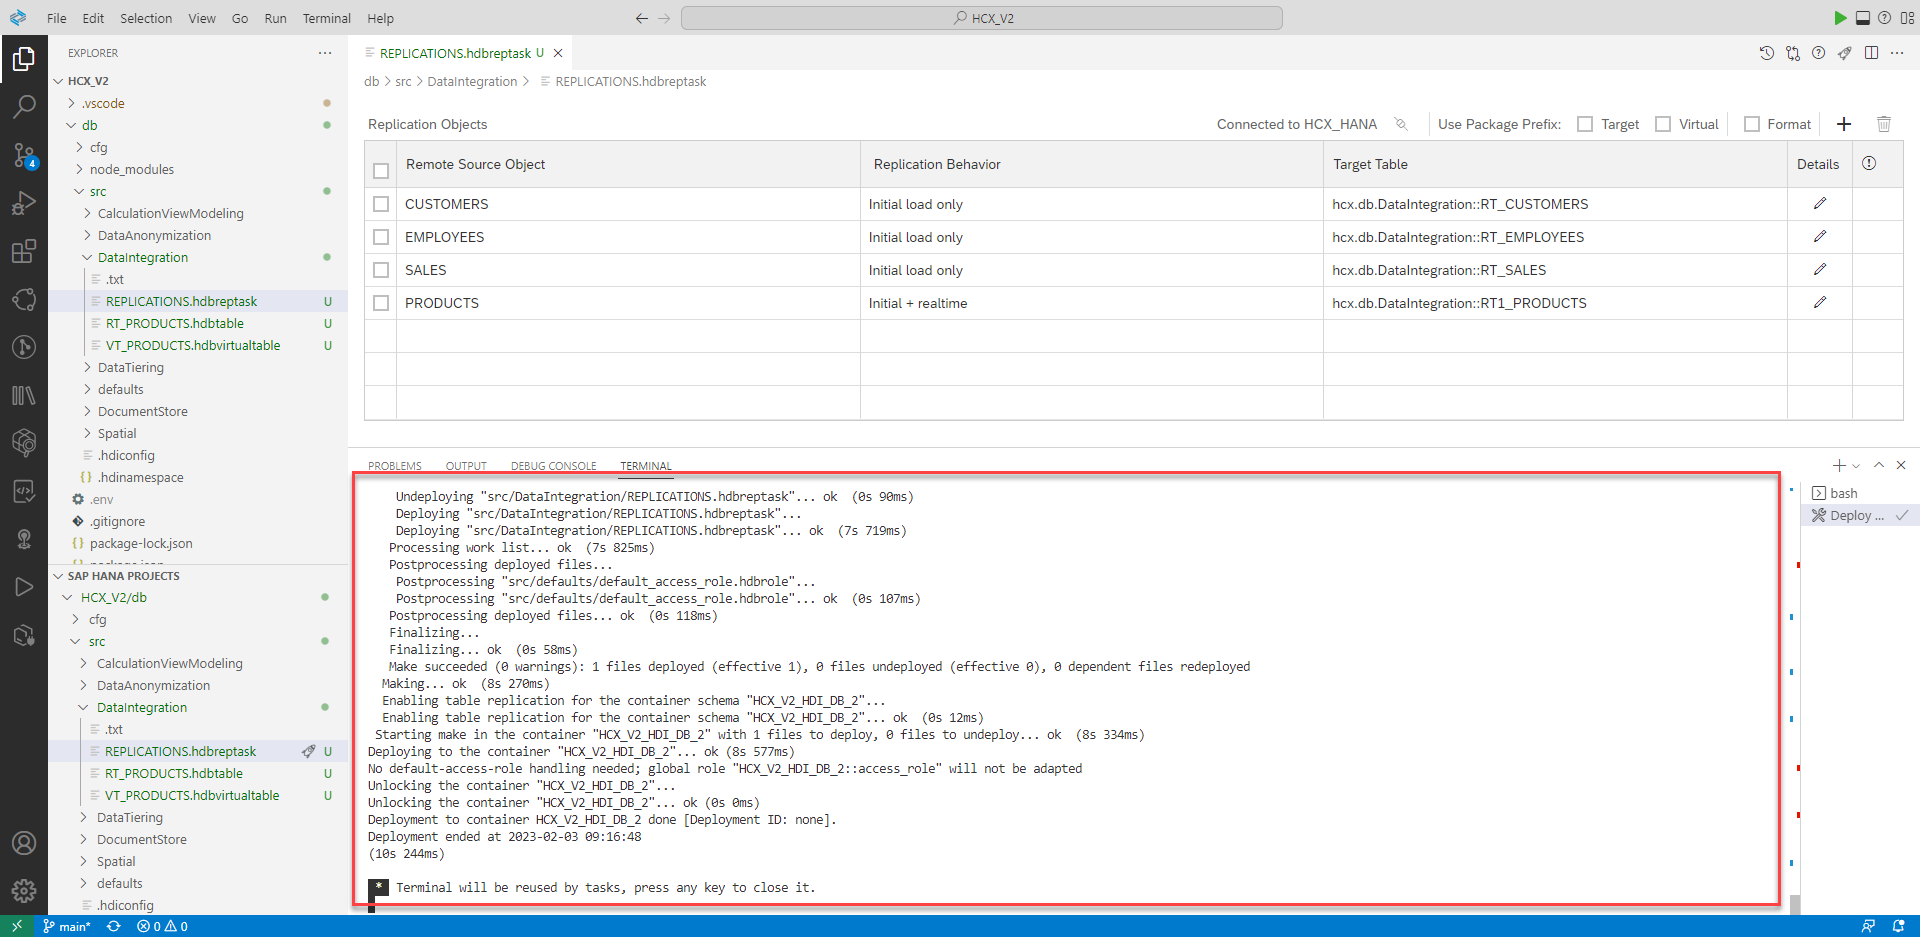 File Edit Selection View Go Run Terminal Help
HCX_V2
EXPLORER
HCX_V2
.vscode
db
cfg
node_modules
src
CalculationViewModeling
DataAnonymization
DataIntegration
.txt
REPLICATIONS.hdbreptask U
RT_PRODUCTS.hdbtable U
VT_PRODUCTS.hdbvirtualtable U
DataTiering
defaults
DocumentStore
Spatial
.hdiconfig
.hdinamespace
.env
.gitignore
package-lock.json
SAP HANA PROJECTS
HCX_V2/db
cfg
src
CalculationViewModeling
DataAnonymization
DataIntegration
.txt
REPLICATIONS.hdbreptask U
RT_PRODUCTS.hdbtable U
VT_PRODUCTS.hdbvirtualtable U
DataTiering
DocumentStore
Spatial
defaults
.hdiconfig
4
REPLICATIONS.hdbreptask U
db > src > DataIntegration > REPLICATIONS.hdbreptask
Replication Objects Connected to HCX_HANA Use Package Prefix: Target Virtual Format
Remote Source Object Replication Behavior Target Table Details
CUSTOMERS Initial load only hcx.db.DataIntegration::RT_CUSTOMERS
EMPLOYEES Initial load only hcx.db.DataIntegration::RT_EMPLOYEES
SALES Initial load only hcx.db.DataIntegration::RT_SALES
PRODUCTS Initial + realtime hcx.db.DataIntegration::RT1_PRODUCTS
PROBLEMS OUTPUT DEBUG CONSOLE TERMINAL
Undeploying "src/DataIntegration/REPLICATIONS.hdbreptask"... ok (0s 90ms)
Deploying "src/DataIntegration/REPLICATIONS.hdbreptask"...
Deploying "src/DataIntegration/REPLICATIONS.hdbreptask"... ok (7s 719ms)
Processing work list... ok (7s 825ms)
Postprocessing deployed files...
Postprocessing "src/defaults/default_access_role.hdbrole"...
Postprocessing "src/defaults/default_access_role.hdbrole"... ok (0s 107ms)
Postprocessing deployed files... ok (0s 118ms)
Finalizing...
Finalizing... ok (0s 58ms)
Make succeeded (0 warnings): 1 files deployed (effective 1), 0 files undeployed (effective 0), 0 dependent files redeployed
Making... ok (8s 270ms)
Enabling table replication for the container schema "HCX_V2_HDI_DB_2"...
Enabling table replication for the container schema "HCX_V2_HDI_DB_2"... ok (0s 12ms)
Starting make in the container "HCX_V2_HDI_DB_2" with 1 files to deploy, 0 files to undeploy... ok (8s 334ms)
Deploying to the container "HCX_V2_HDI_DB_2"... ok (8s 577ms)
No default-access-role handling needed; global role "HCX_V2_HDI_DB_2::access_role" will not be adapted
Unlocking the container "HCX_V2_HDI_DB_2"...
Unlocking the container "HCX_V2_HDI_DB_2"... ok (0s 0ms)
Deployment to container HCX_V2_HDI_DB_2 done [Deployment ID: none].
Deployment ended at 2023-02-03 09:16:48
(10s 244ms)
* Terminal will be reused by tasks, press any key to close it.
bash
Deploy ...
main* 0 0